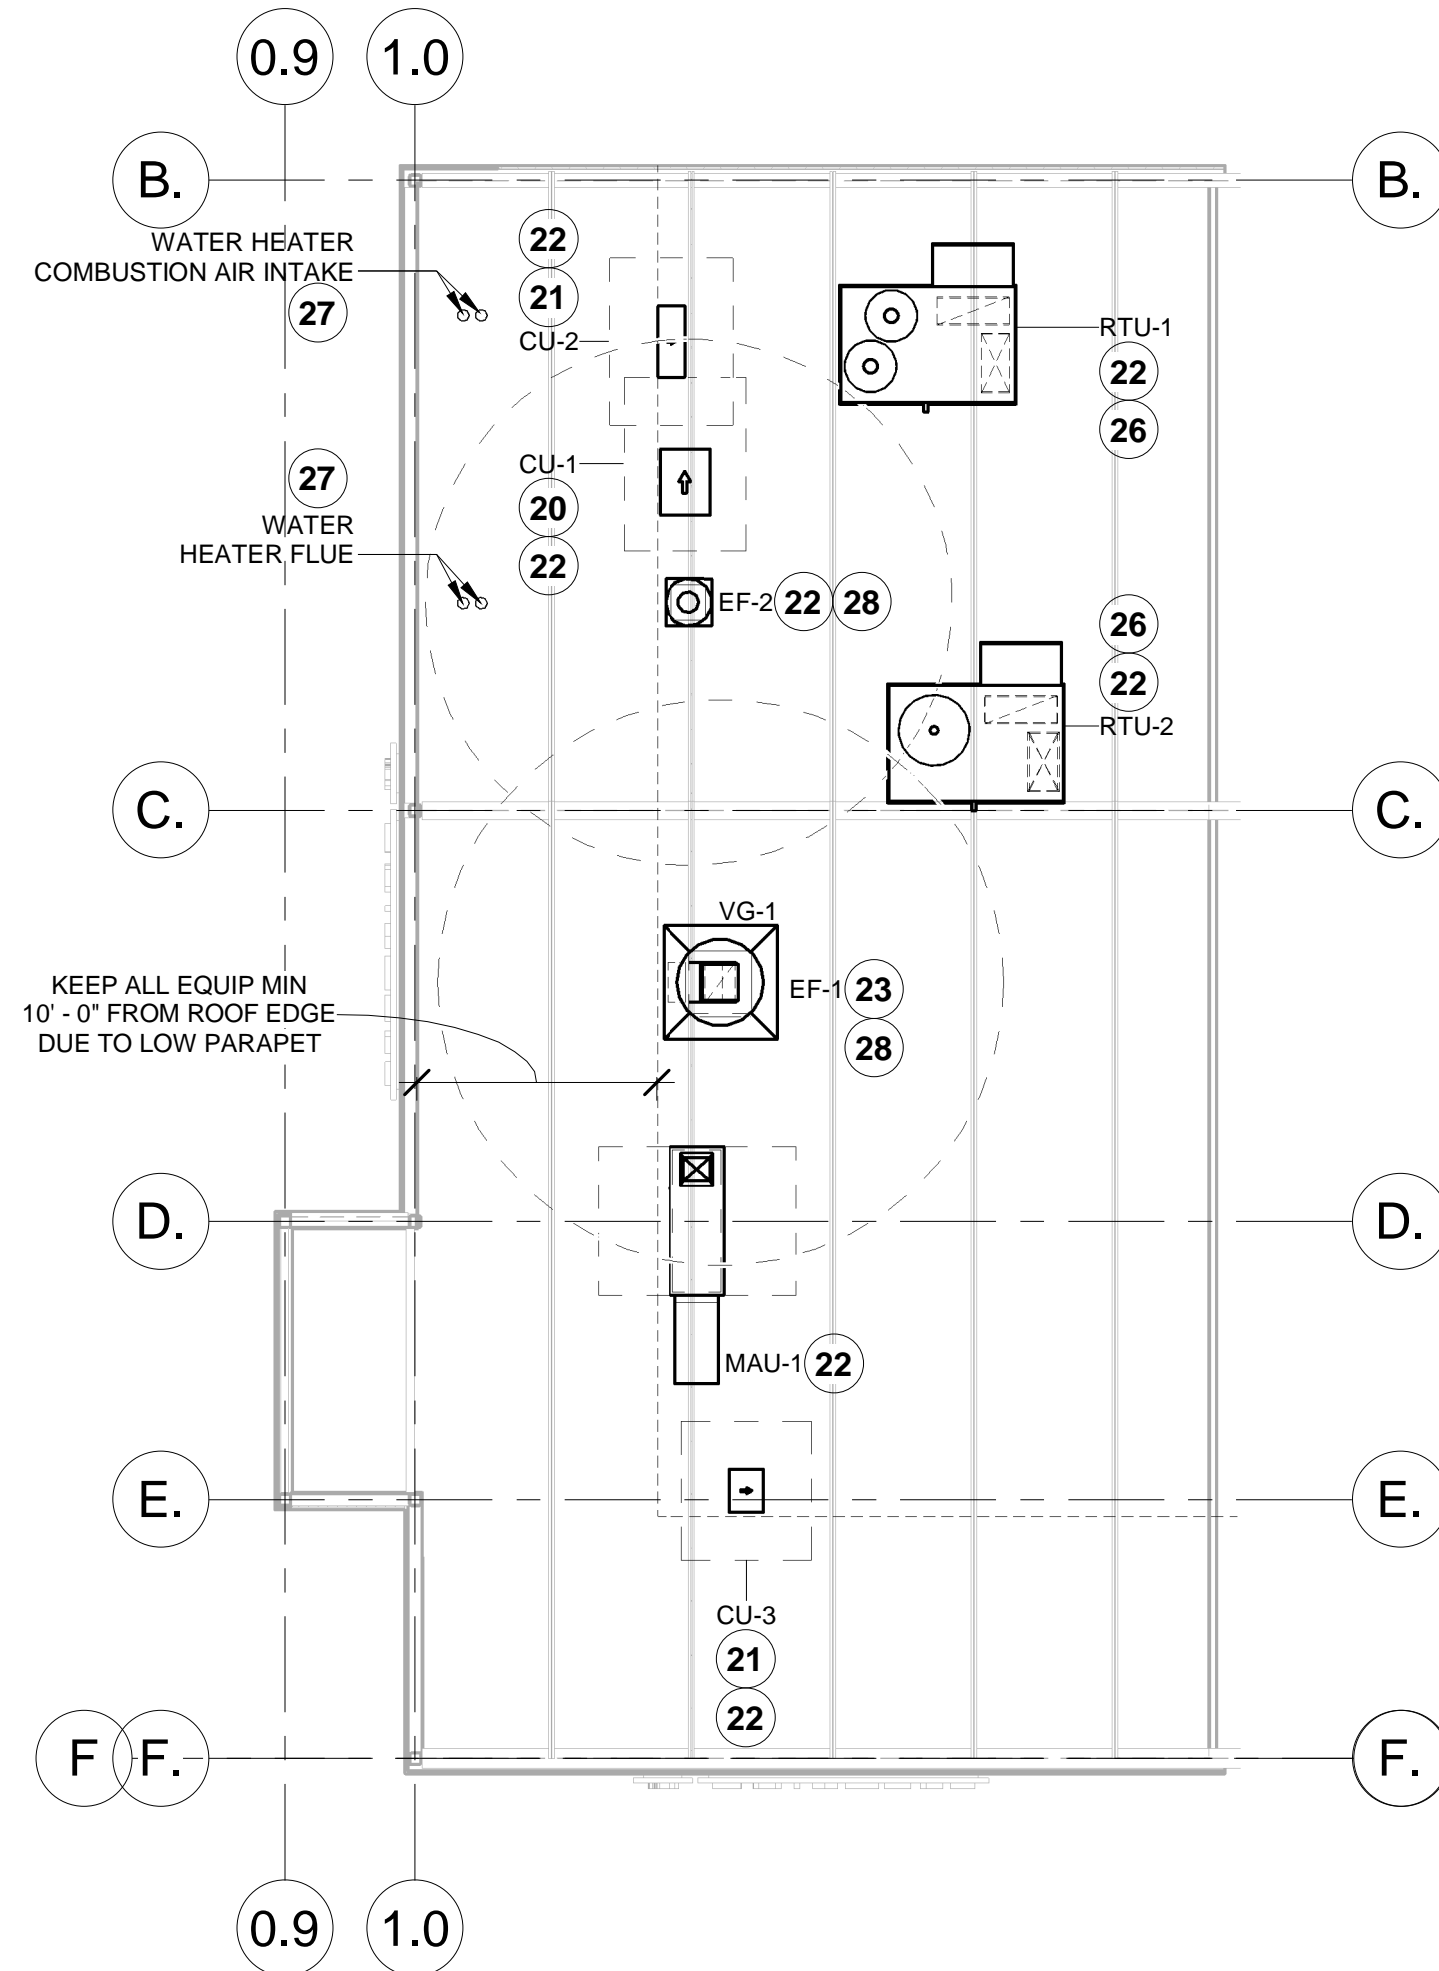 0.9
1.0
B.
B.
WATER HEATER
COMBUSTION AIR INTAKE
27
22
21
CU-2
RTU-1
22
26
27
WATER
HEATER FLUE
CU-1
20
22
EF-2
22
28
26
22
RTU-2
C.
C.
VG-1
EF-1
23
28
KEEP ALL EQUIP MIN
10' - 0" FROM ROOF EDGE
DUE TO LOW PARAPET
D.
D.
MAU-1
22
E.
E.
CU-3
21
22
F
F.
F.
0.9
1.0